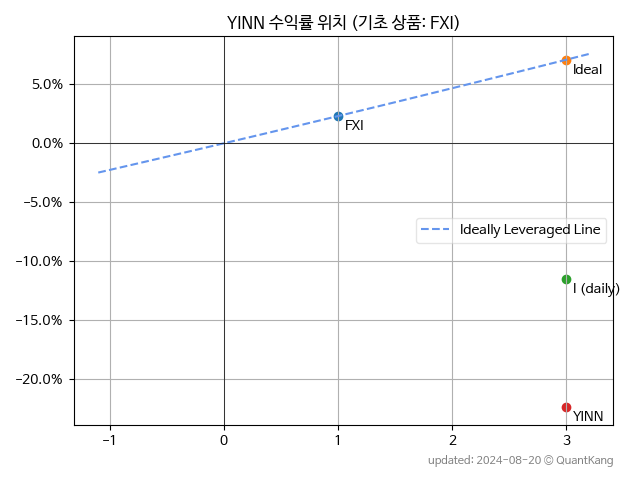 YINN 수익률 위치 (기초 상품: FXI)
5.0%
0.0%
−5.0%
−10.0%
−15.0%
−20.0%
Ideal
FXI
Ideally Leveraged Line
I (daily)
YINN
−1
0
1
2
3
updated: 2024-08-20 © QuantKang